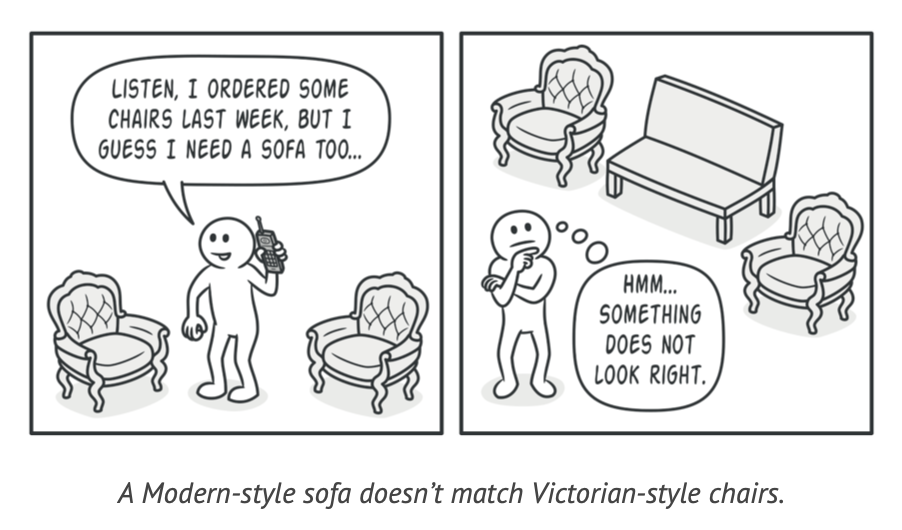 LISTEN, I ORDERED SOME
CHAIRS LAST WEEK, BUT I
GUESS I NEED A SOFA TOO...
HMM...
SOMETHING
DOES NOT
LOOK RIGHT.
A Modern-style sofa doesn't match Victorian-style chairs.